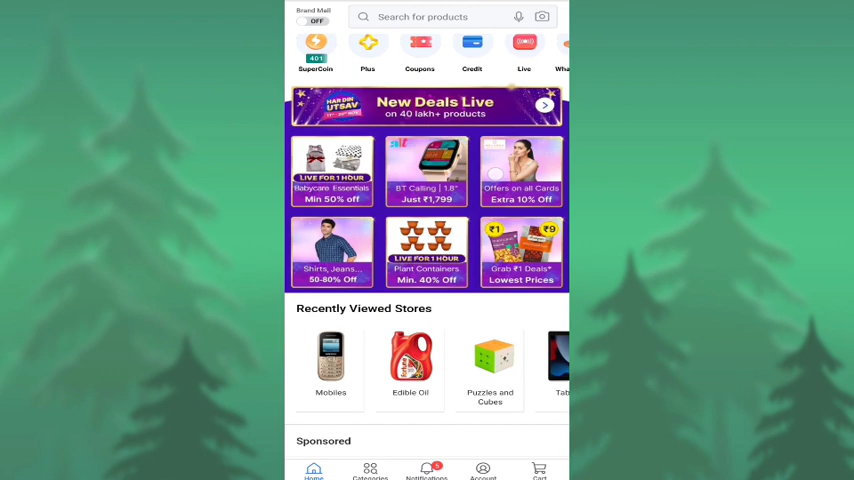 Brand Mall
OFF
Search for products
401
SuperCoin
Plus
Coupons
Credit
Live
Wha
HAR DIN
UTSAV
New Deals Live
on 40 lakh+ products
LIVE FOR 1 HOUR
Babycare Essentials
Min 50% off
alt
BT Calling | 1.8"
Just ₹1,799
Offers on all Cards
Extra 10% Off
Shirts, Jeans...
50-80% Off
LIVE FOR 1 HOUR
Plant Containers
Min. 40% Off
₹1
₹9
Grab ₹1 Deals*
Lowest Prices
Recently Viewed Stores
Mobiles
Edible Oil
Puzzles and
Cubes
Tab
Sponsored
5
Home
Categories
Notifications
Account
Cart